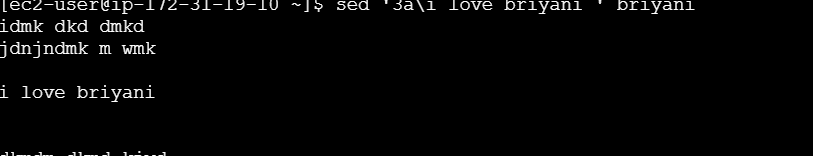 [ec2-user@ip-172-31-19-10 ~]$ sed '3a\i love briyani ' briyani
idmk dkd dmkd
jdnjndmk m wmk
i love briyani